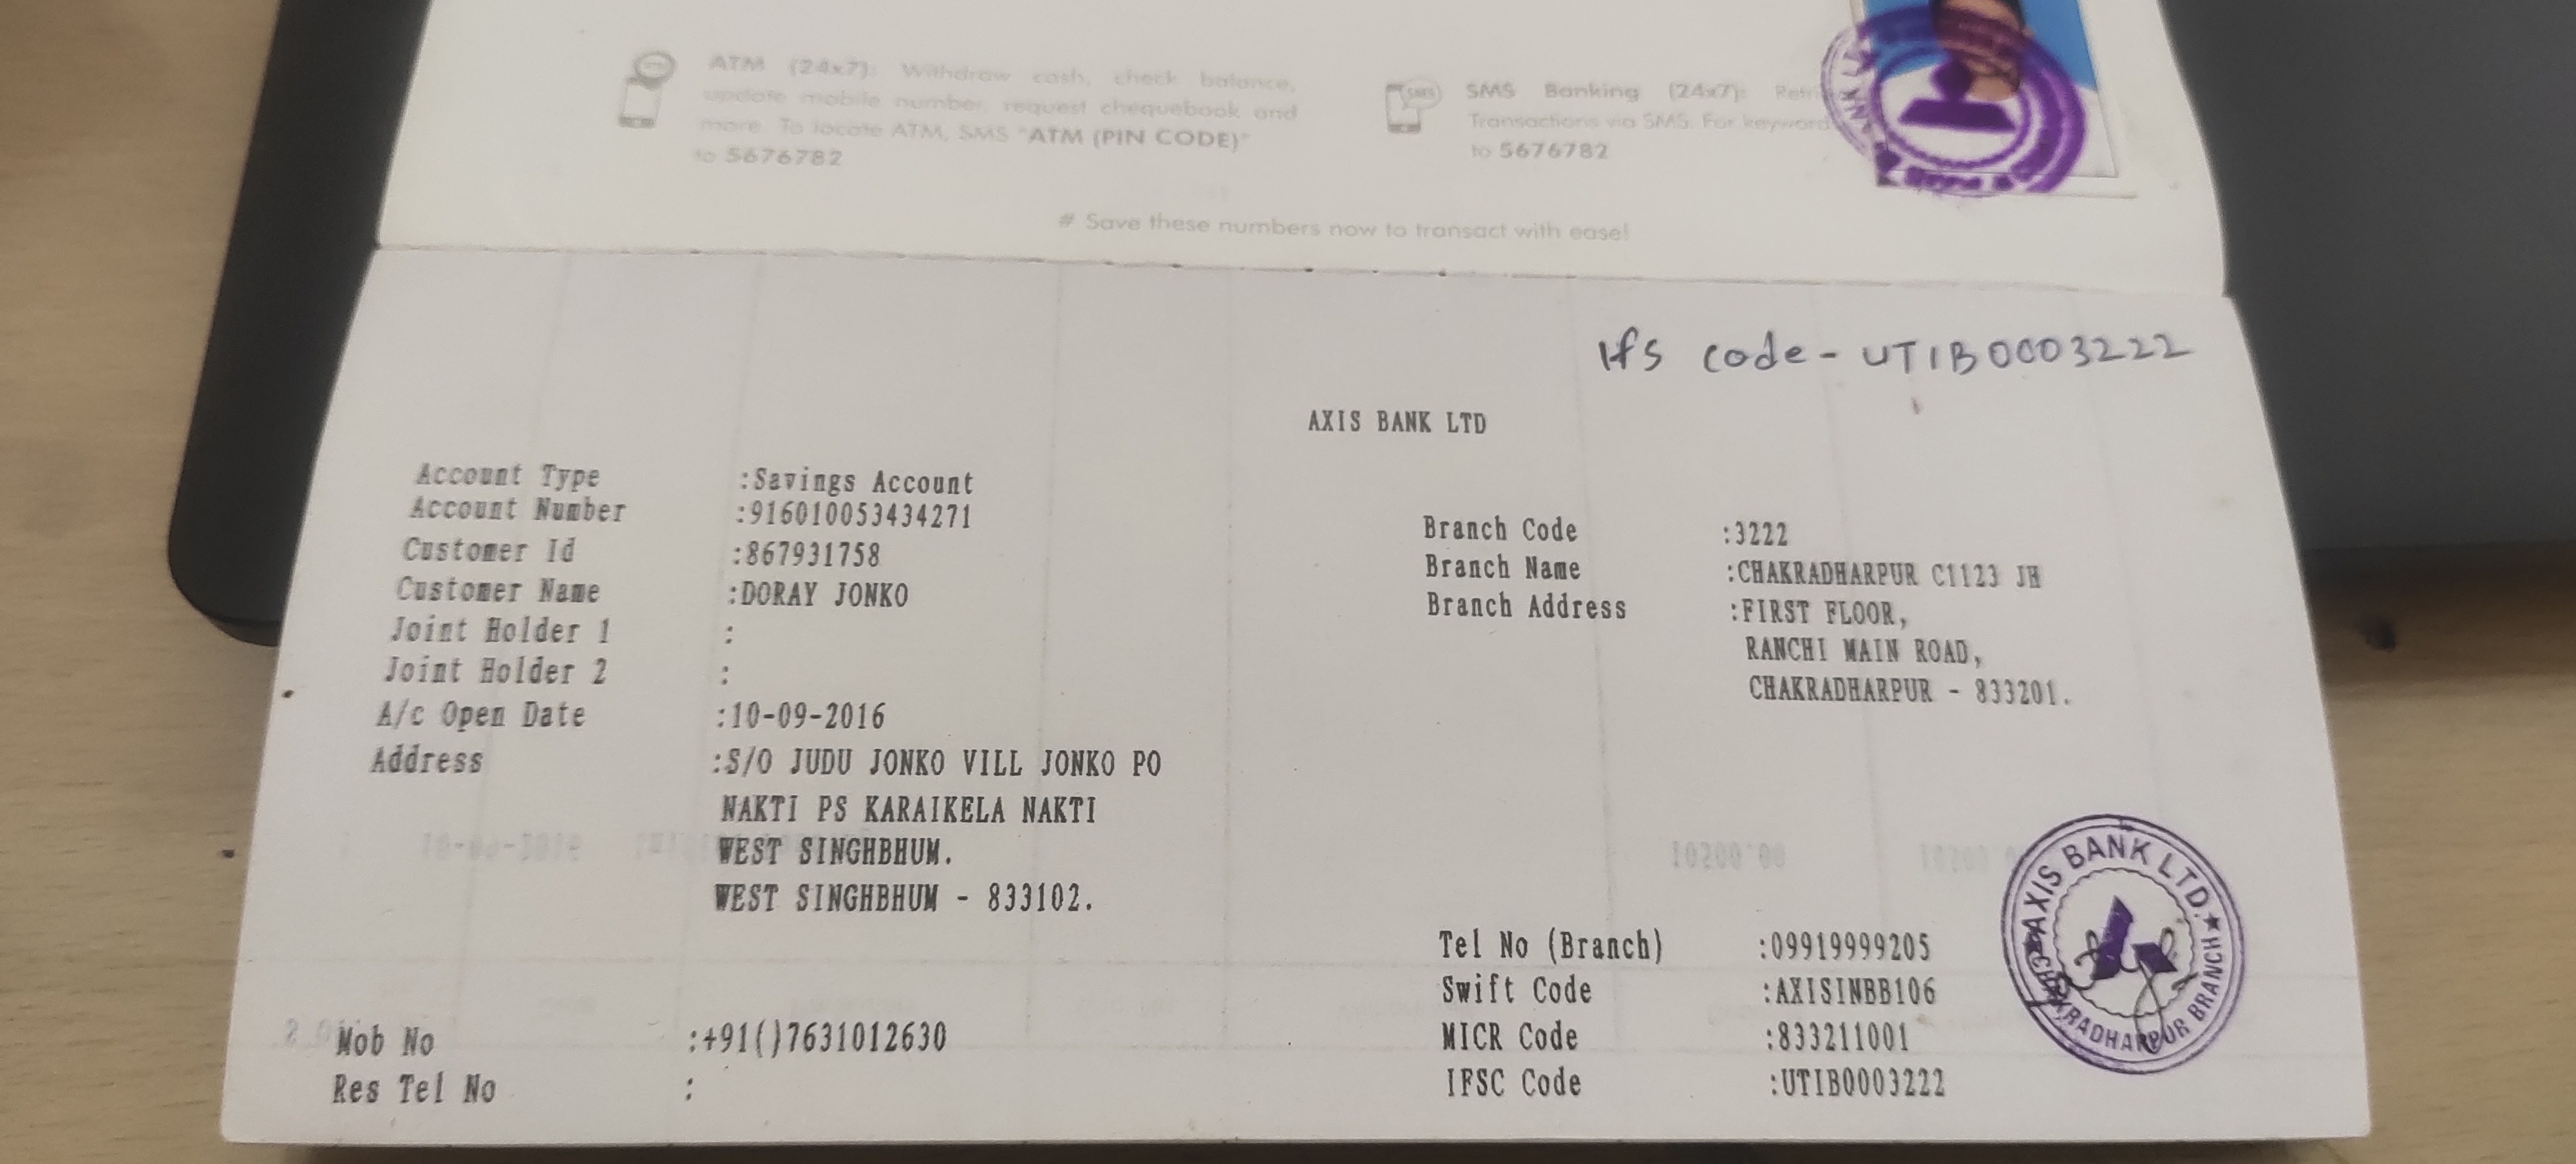 ATM (24x7): Withdraw cash, check balance,
update mobile number, request chequebook and
more. To locate ATM, SMS "ATM (PIN CODE)"
to 5676782
SMS Banking (24x7):
Transactions via SMS. For keyword
to 5676782
# Save these numbers now to transact with ease!
Ifs code - UTIB0003222
AXIS BANK LTD
Account Type :Savings Account
Account Number :916010053434271
Customer Id :867931758
Customer Name :DORAY JONKO
Joint Holder 1 :
Joint Holder 2 :
A/c Open Date :10-09-2016
Address :S/O JUDU JONKO VILL JONKO PO
NAKTI PS KARAIKELA NAKTI
WEST SINGHBHUM.
WEST SINGHBHUM - 833102.
Mob No :+91()7631012630
Res Tel No :
Branch Code :3222
Branch Name :CHAKRADHARPUR C1123 JH
Branch Address :FIRST FLOOR,
RANCHI MAIN ROAD,
CHAKRADHARPUR - 833201.
Tel No (Branch) :09919999205
Swift Code :AXISINBB106
MICR Code :833211001
IFSC Code :UTIB0003222
AXIS BANK LTD.
CHAKRADHARPUR BRANCH